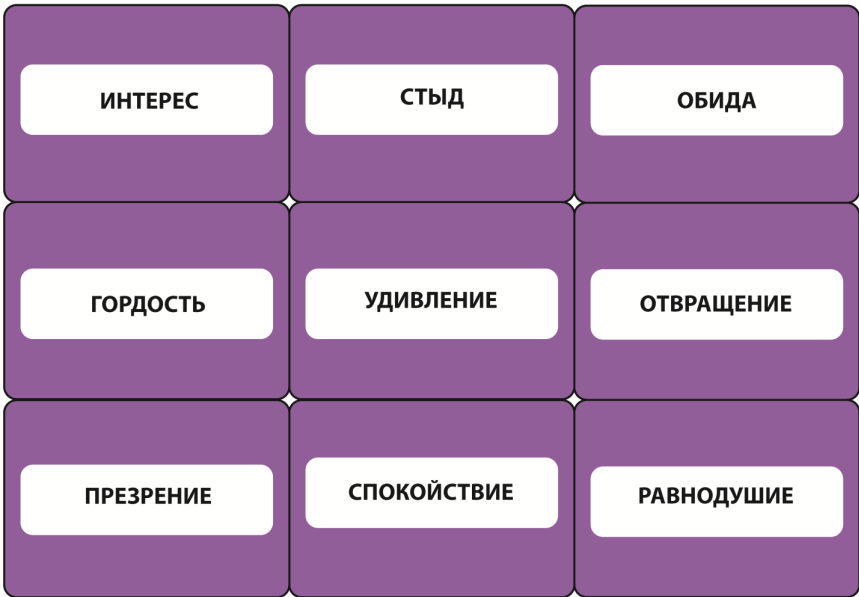 ИНТЕРЕС
СТЫД
ОБИДА
ГОРДОСТЬ
УДИВЛЕНИЕ
ОТВРАЩЕНИЕ
ПРЕЗРЕНИЕ
СПОКОЙСТВИЕ
РАВНОДУШИЕ